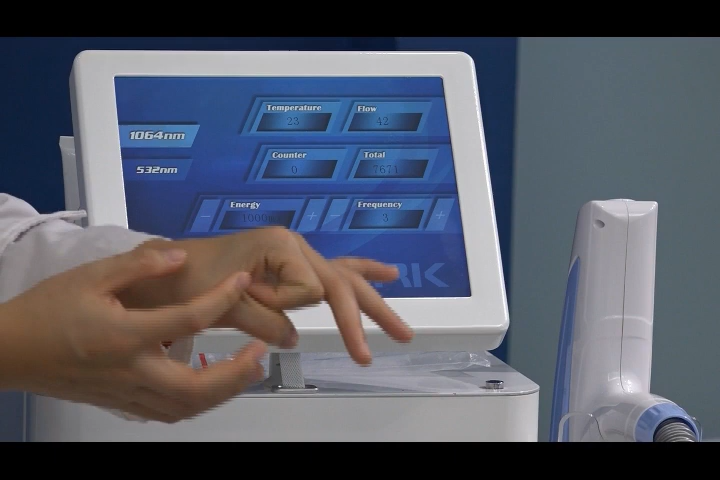 Temperature
Flow
23
42
1064nm
532nm
Counter
Total
0
7671
Energy
Frequency
- +
- 3 +